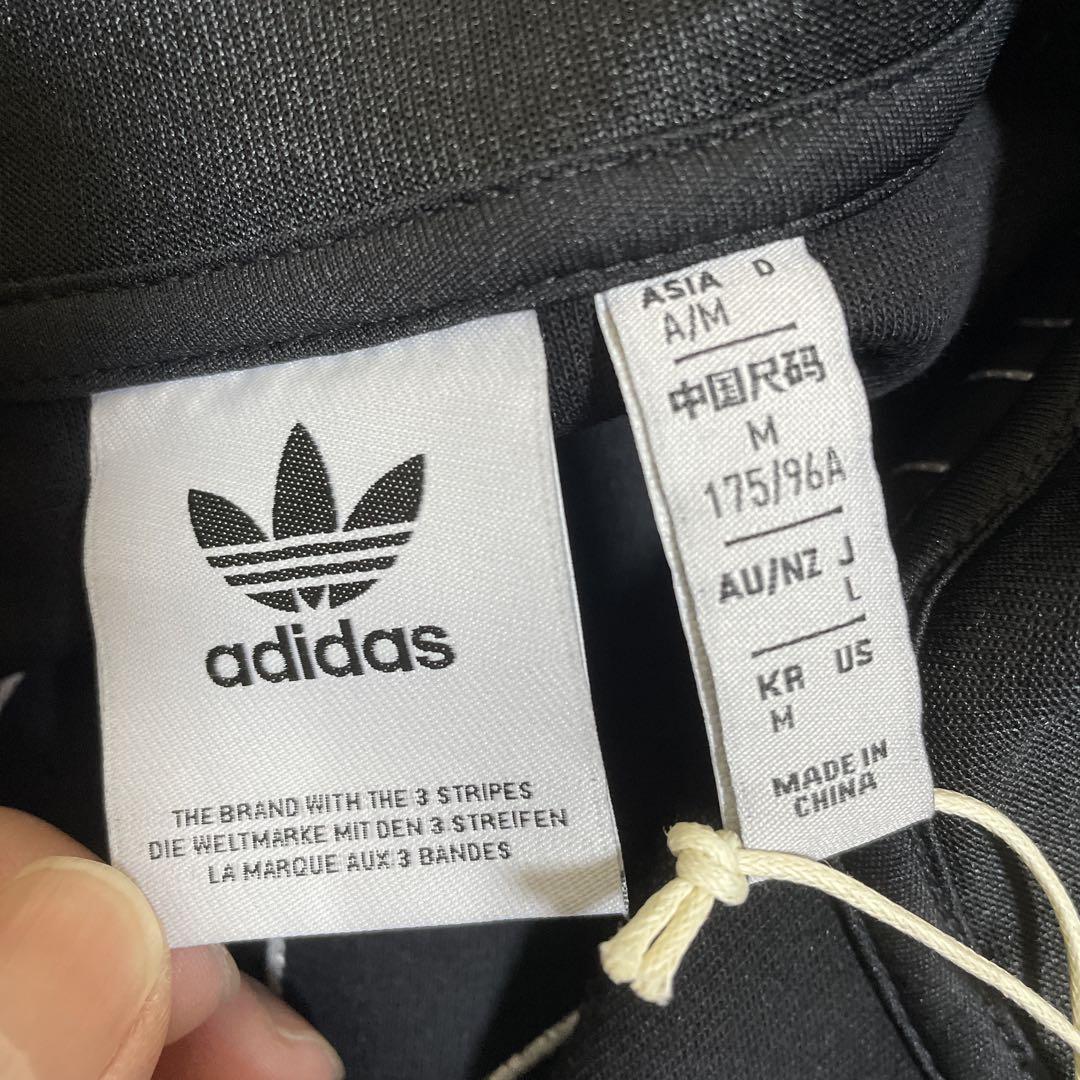 adidas
THE BRAND WITH THE 3 STRIPES
DIE WELTMARKE MIT DEN 3 STREIFEN
LA MARQUE AUX 3 BANDES
ASIA D
A/M
中国尺码
M
175/96A
AU/NZ J
L
KR US
M
MADE IN
CHINA